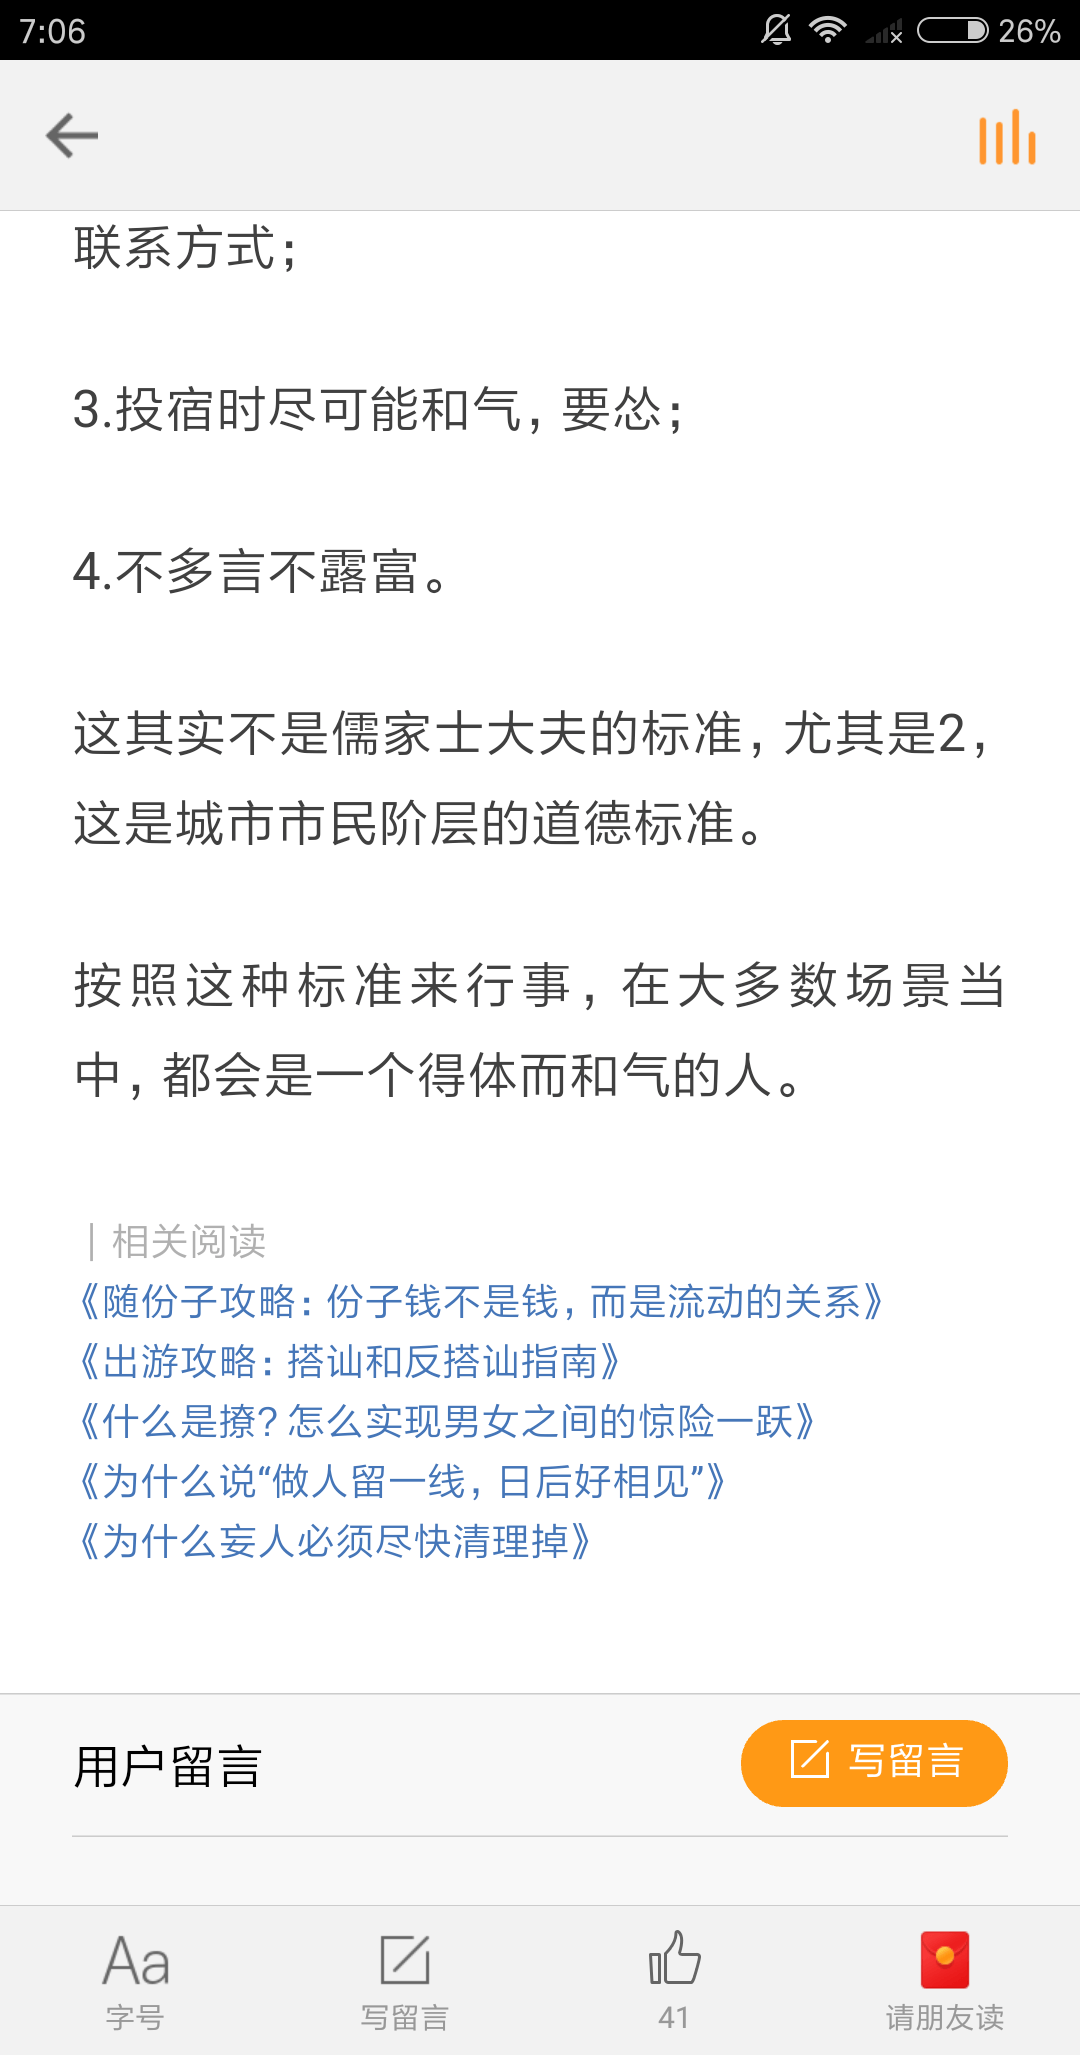 7:06
26%
联系方式;
3.投宿时尽可能和气，要怂;
4.不多言不露富。
这其实不是儒家士大夫的标准，尤其是2，
这是城市市民阶层的道德标准。
按照这种标准来行事，在大多数场景当
中，都会是一个得体而和气的人。
｜相关阅读
《随份子攻略：份子钱不是钱，而是流动的关系》
《出游攻略：搭讪和反搭讪指南》
《什么是撩？怎么实现男女之间的惊险一跃》
《为什么说“做人留一线，日后好相见”》
《为什么妄人必须尽快清理掉》
用户留言
写留言
Aa
字号
写留言
41
请朋友读